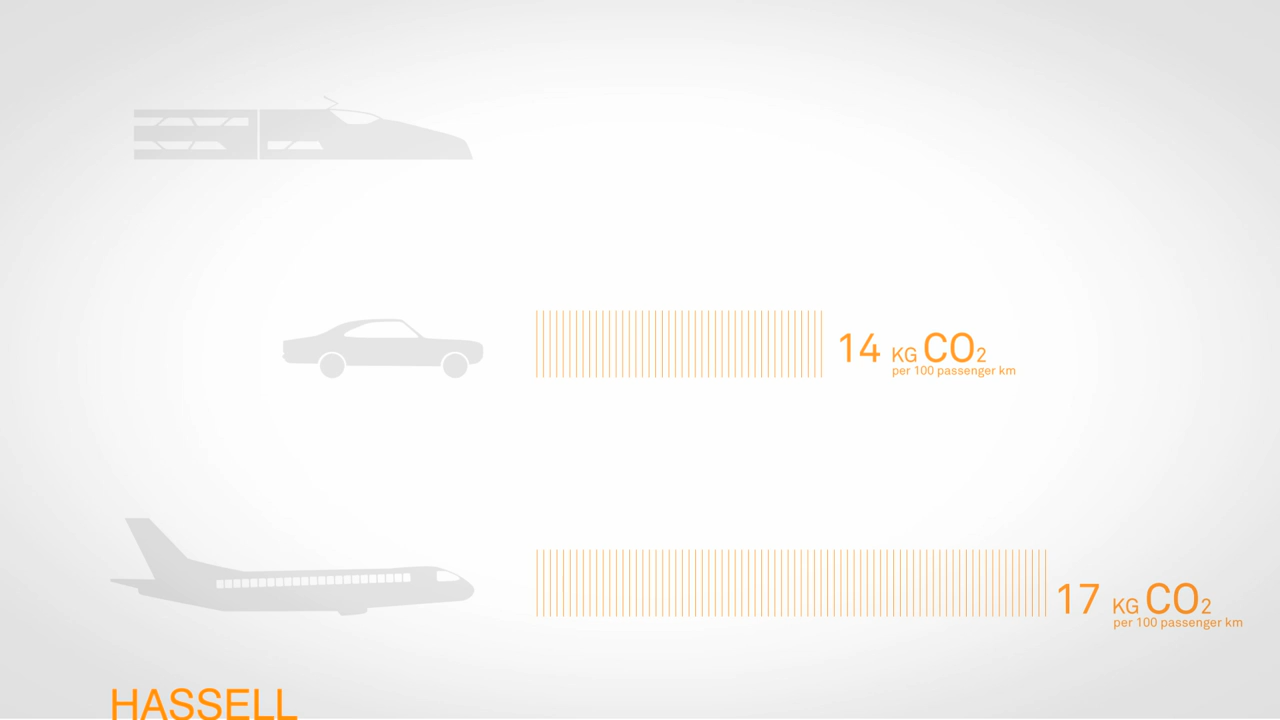 14 KG CO₂
per 100 passenger km
17 KG CO₂
per 100 passenger km
HASSELL